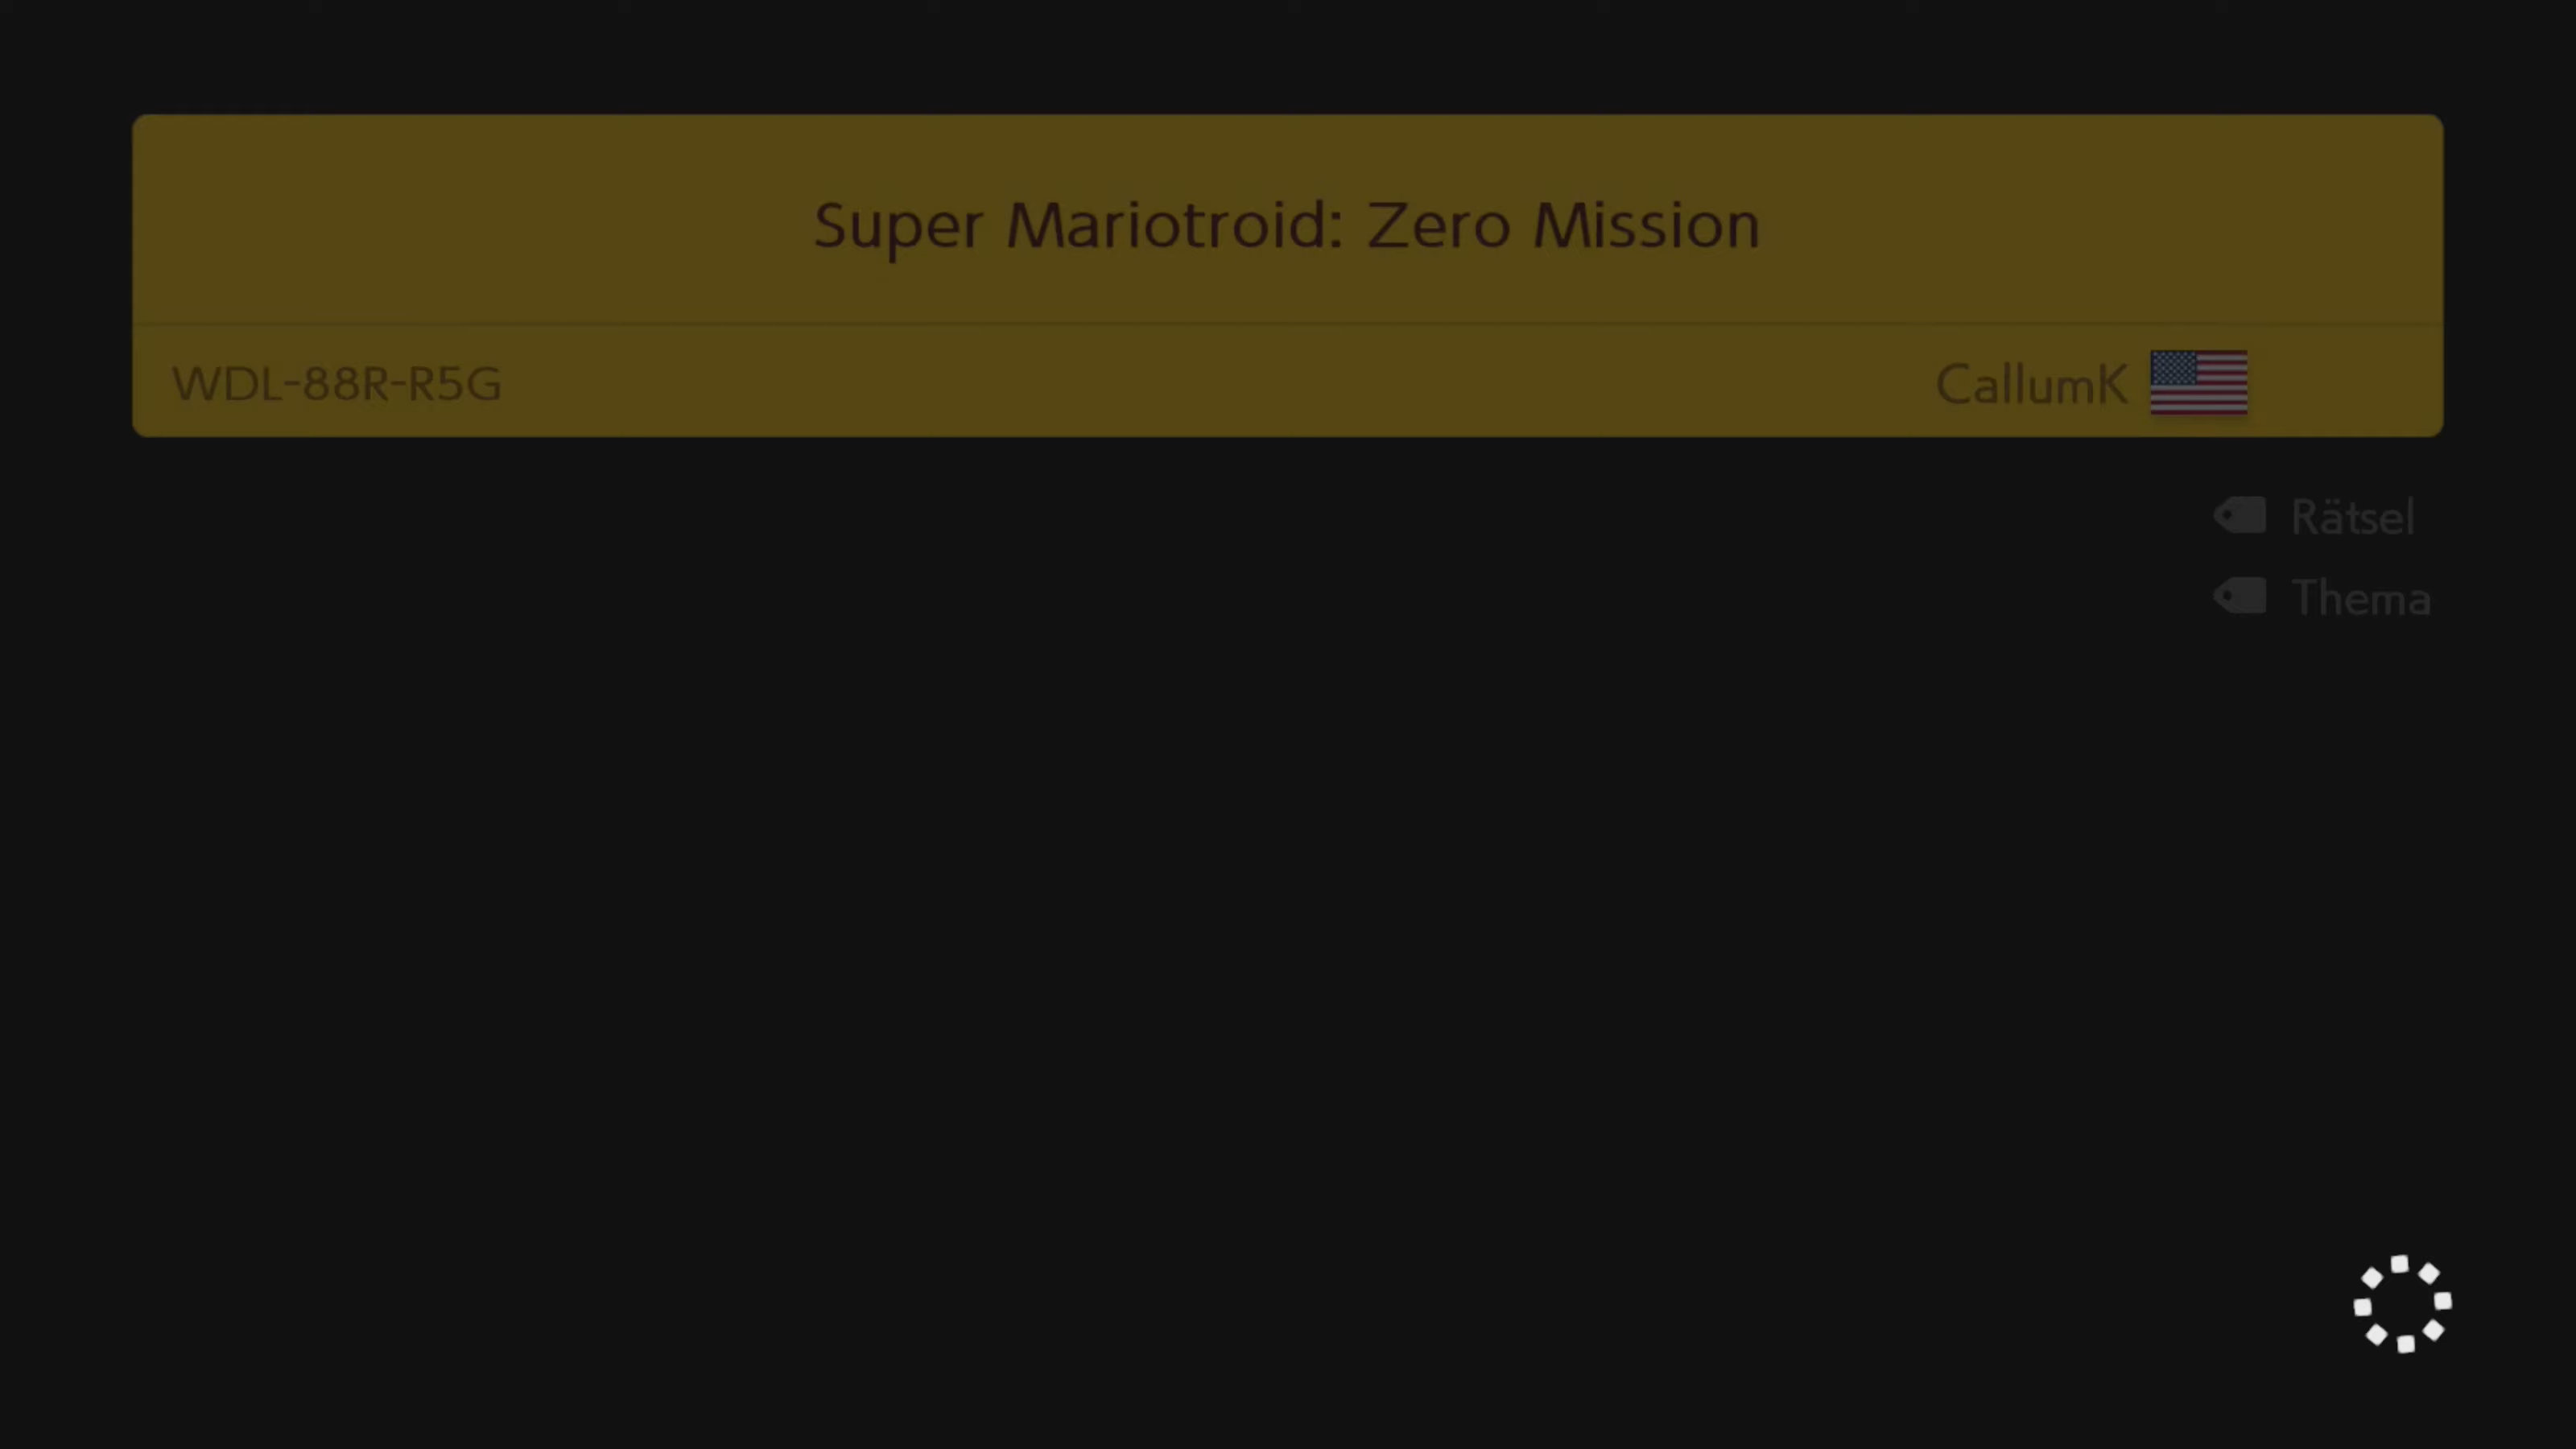 Super Mariotroid: Zero Mission
WDL-88R-R5G
CallumK
Rätsel
Thema